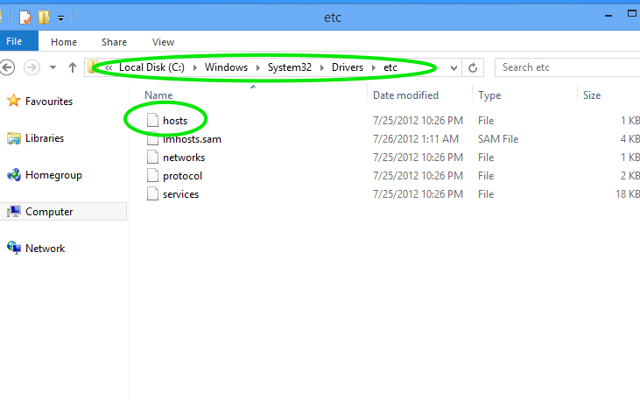 etc
File Home Share View
« Local Disk (C:) Windows System32 Drivers etc Search etc
Name Date modified Type Size
Favourites
Libraries
Homegroup
Computer
Network
hosts 7/25/2012 10:26 PM File 1 KB
lmhosts.sam 7/26/2012 1:11 AM SAM File 4 KB
networks 7/25/2012 10:26 PM File 1 KB
protocol 7/25/2012 10:26 PM File 2 KB
services 7/25/2012 10:26 PM File 18 KB